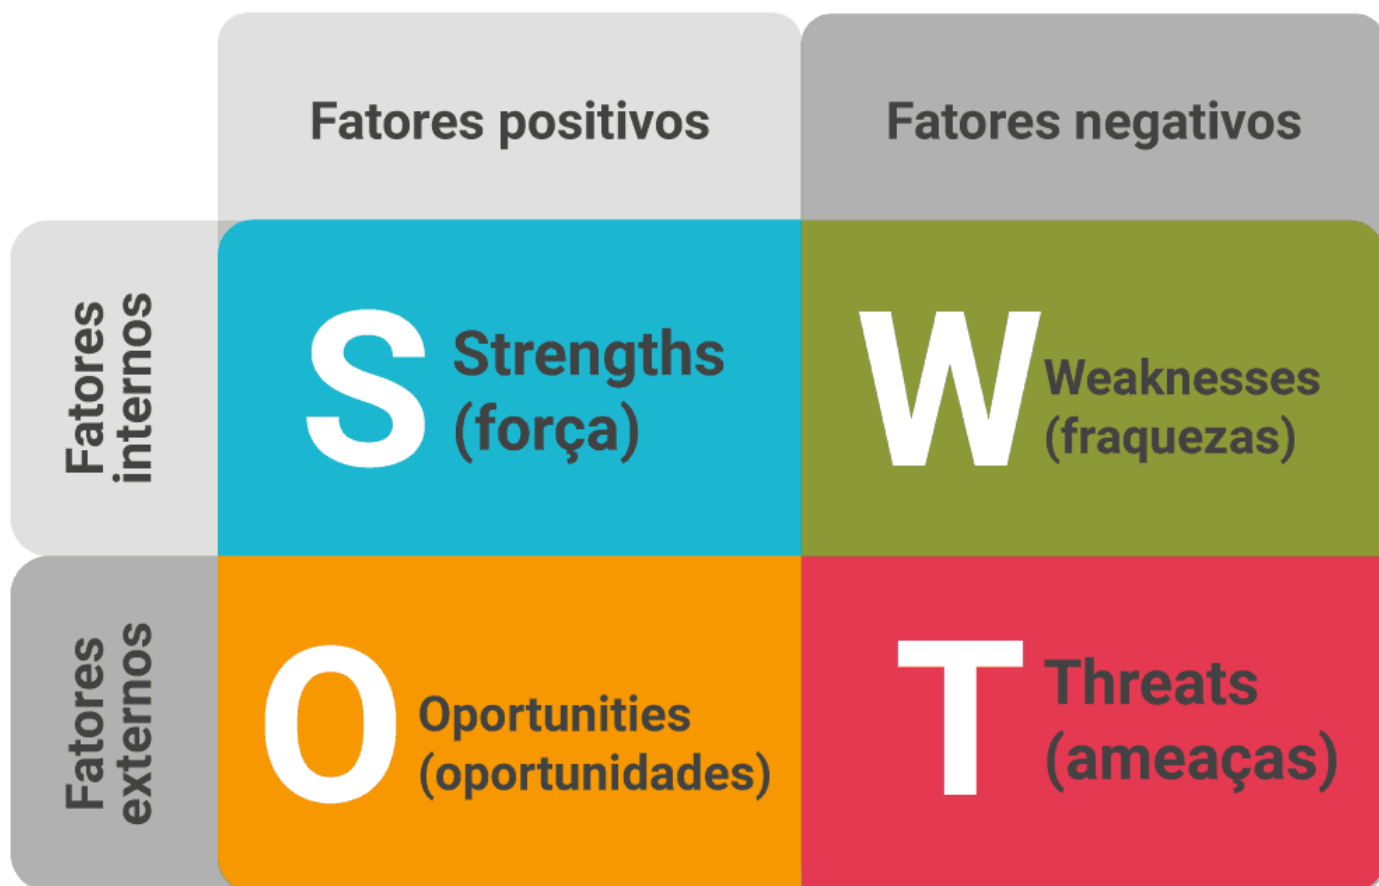 Fatores positivos
Fatores negativos
Fatores
internos
S
Strengths
(força)
W
Weaknesses
(fraquezas)
Fatores
externos
O
Oportunities
(oportunidades)
T
Threats
(ameaças)